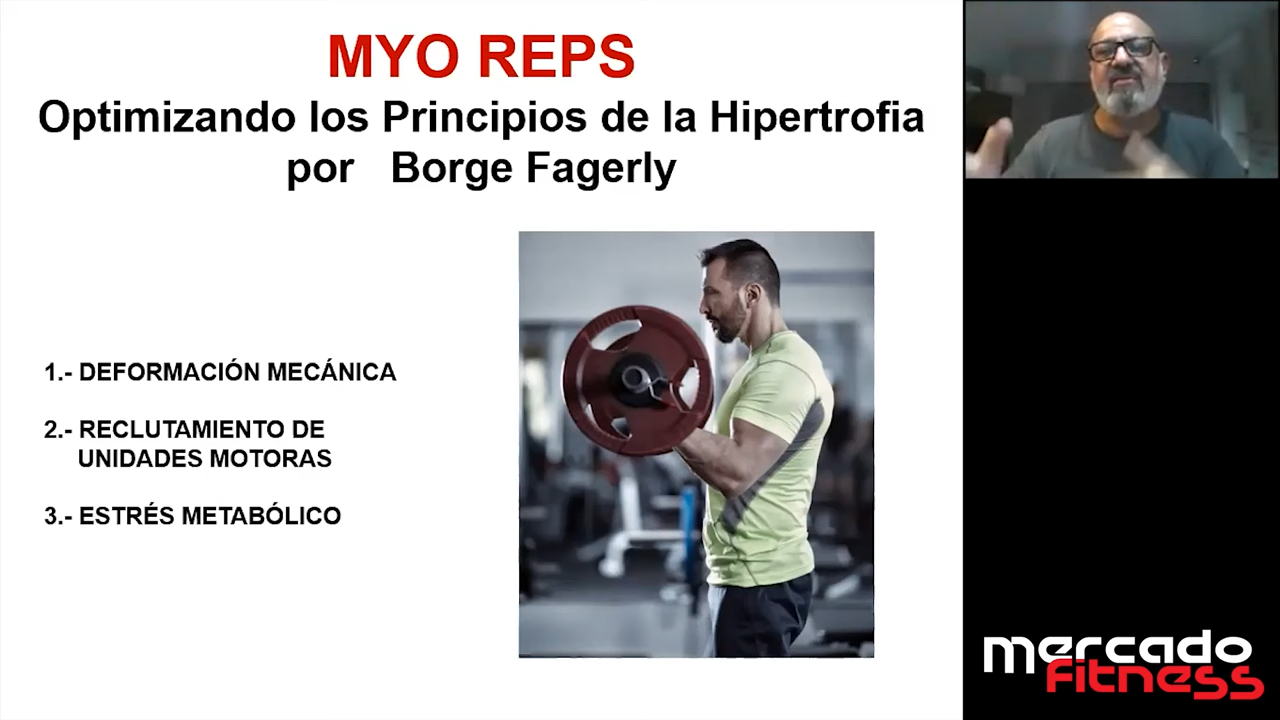 MYO REPS
Optimizando los Principios de la Hipertrofia
por Borge Fagerly
1.- DEFORMACIÓN MECÁNICA
2.- RECLUTAMIENTO DE
UNIDADES MOTORAS
3.- ESTRÉS METABÓLICO
mercado
fitness